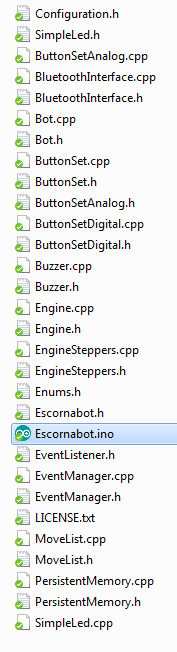 Configuration.h
SimpleLed.h
ButtonSetAnalog.cpp
BluetoothInterface.cpp
BluetoothInterface.h
Bot.cpp
Bot.h
ButtonSet.cpp
ButtonSet.h
ButtonSetAnalog.h
ButtonSetDigital.cpp
ButtonSetDigital.h
Buzzer.cpp
Buzzer.h
Engine.cpp
Engine.h
EngineSteppers.cpp
EngineSteppers.h
Enums.h
Escornabot.h
Escornabot.ino
EventListener.h
EventManager.cpp
EventManager.h
LICENSE.txt
MoveList.cpp
MoveList.h
PersistentMemory.cpp
PersistentMemory.h
SimpleLed.cpp